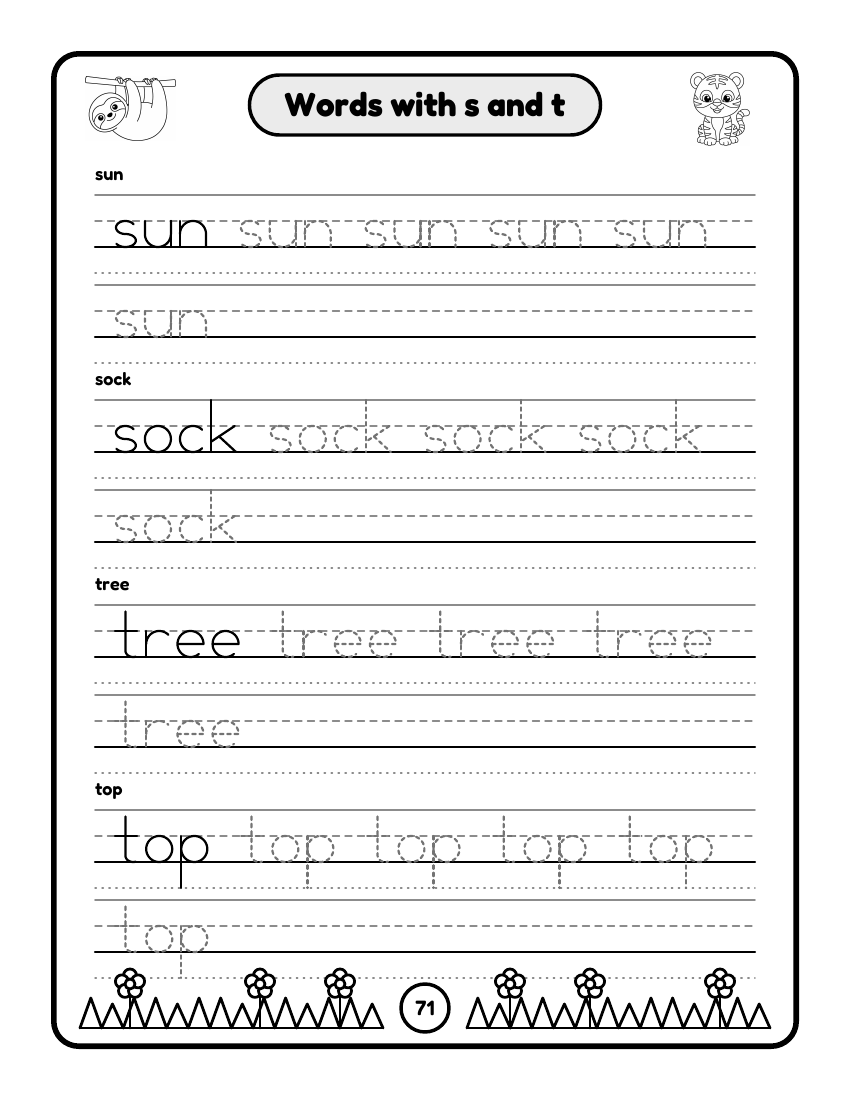 Words with s and t
sun
sun sun sun sun sun
sun
sock
sock sock sock sock
sock
tree
tree tree tree tree
tree
top
top top top top top
top
71